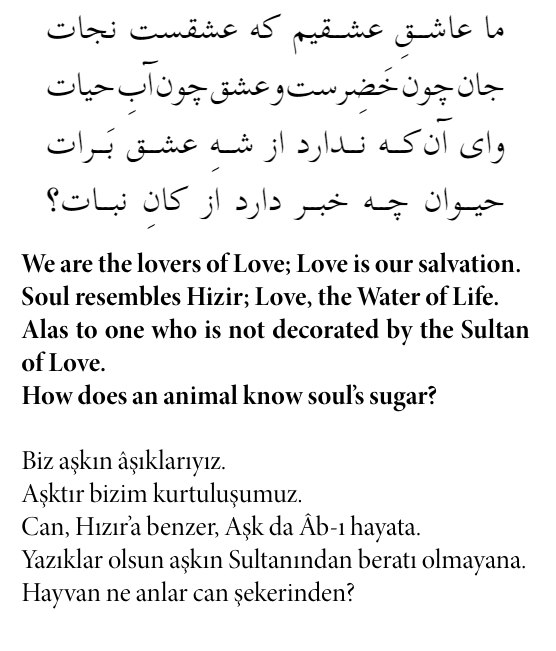 ما عاشقِ عشقیم که عشقست نجات
جان چون خَضِرست و عشق چون آبِ حیات
وای آن که ندارد از شهِ عشق بَرات
حیوان چه خبر دارد از کانِ نبات؟
We are the lovers of Love; Love is our salvation.
Soul resembles Hizir; Love, the Water of Life.
Alas to one who is not decorated by the Sultan
of Love.
How does an animal know soul’s sugar?
Biz aşkın âşıklarıyız.
Aşktır bizim kurtuluşumuz.
Can, Hızır’a benzer, Aşk da Âb-ı hayata.
Yazıklar olsun aşkın Sultanından beratı olmayana.
Hayvan ne anlar can şekerinden?